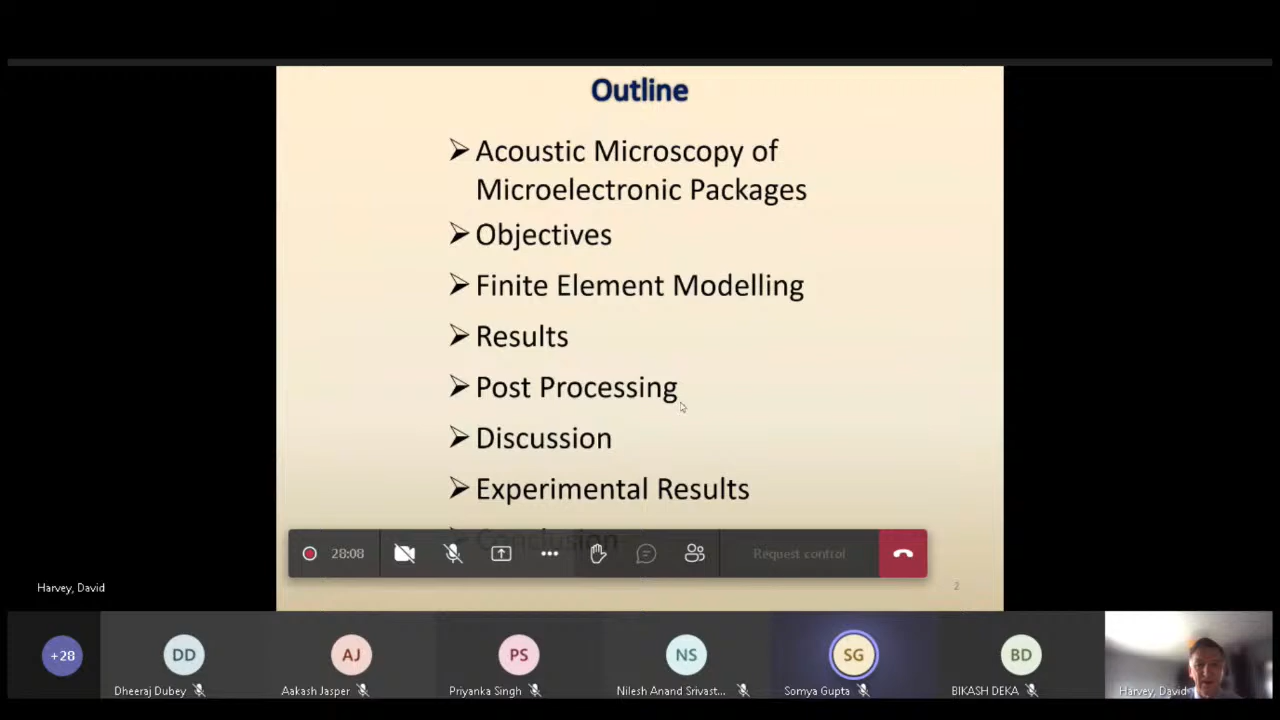 Outline
➢ Acoustic Microscopy of
Microelectronic Packages
➢ Objectives
➢ Finite Element Modelling
➢ Results
➢ Post Processing
➢ Discussion
➢ Experimental Results
➢ Conclusion
28:08
Request control
2
Harvey, David
+28
DD
AJ
PS
NS
SG
BD
Dheeraj Dubey
Aakash Jasper
Priyanka Singh
Nilesh Anand Srivast...
Somya Gupta
BIKASH DEKA
Harvey, David